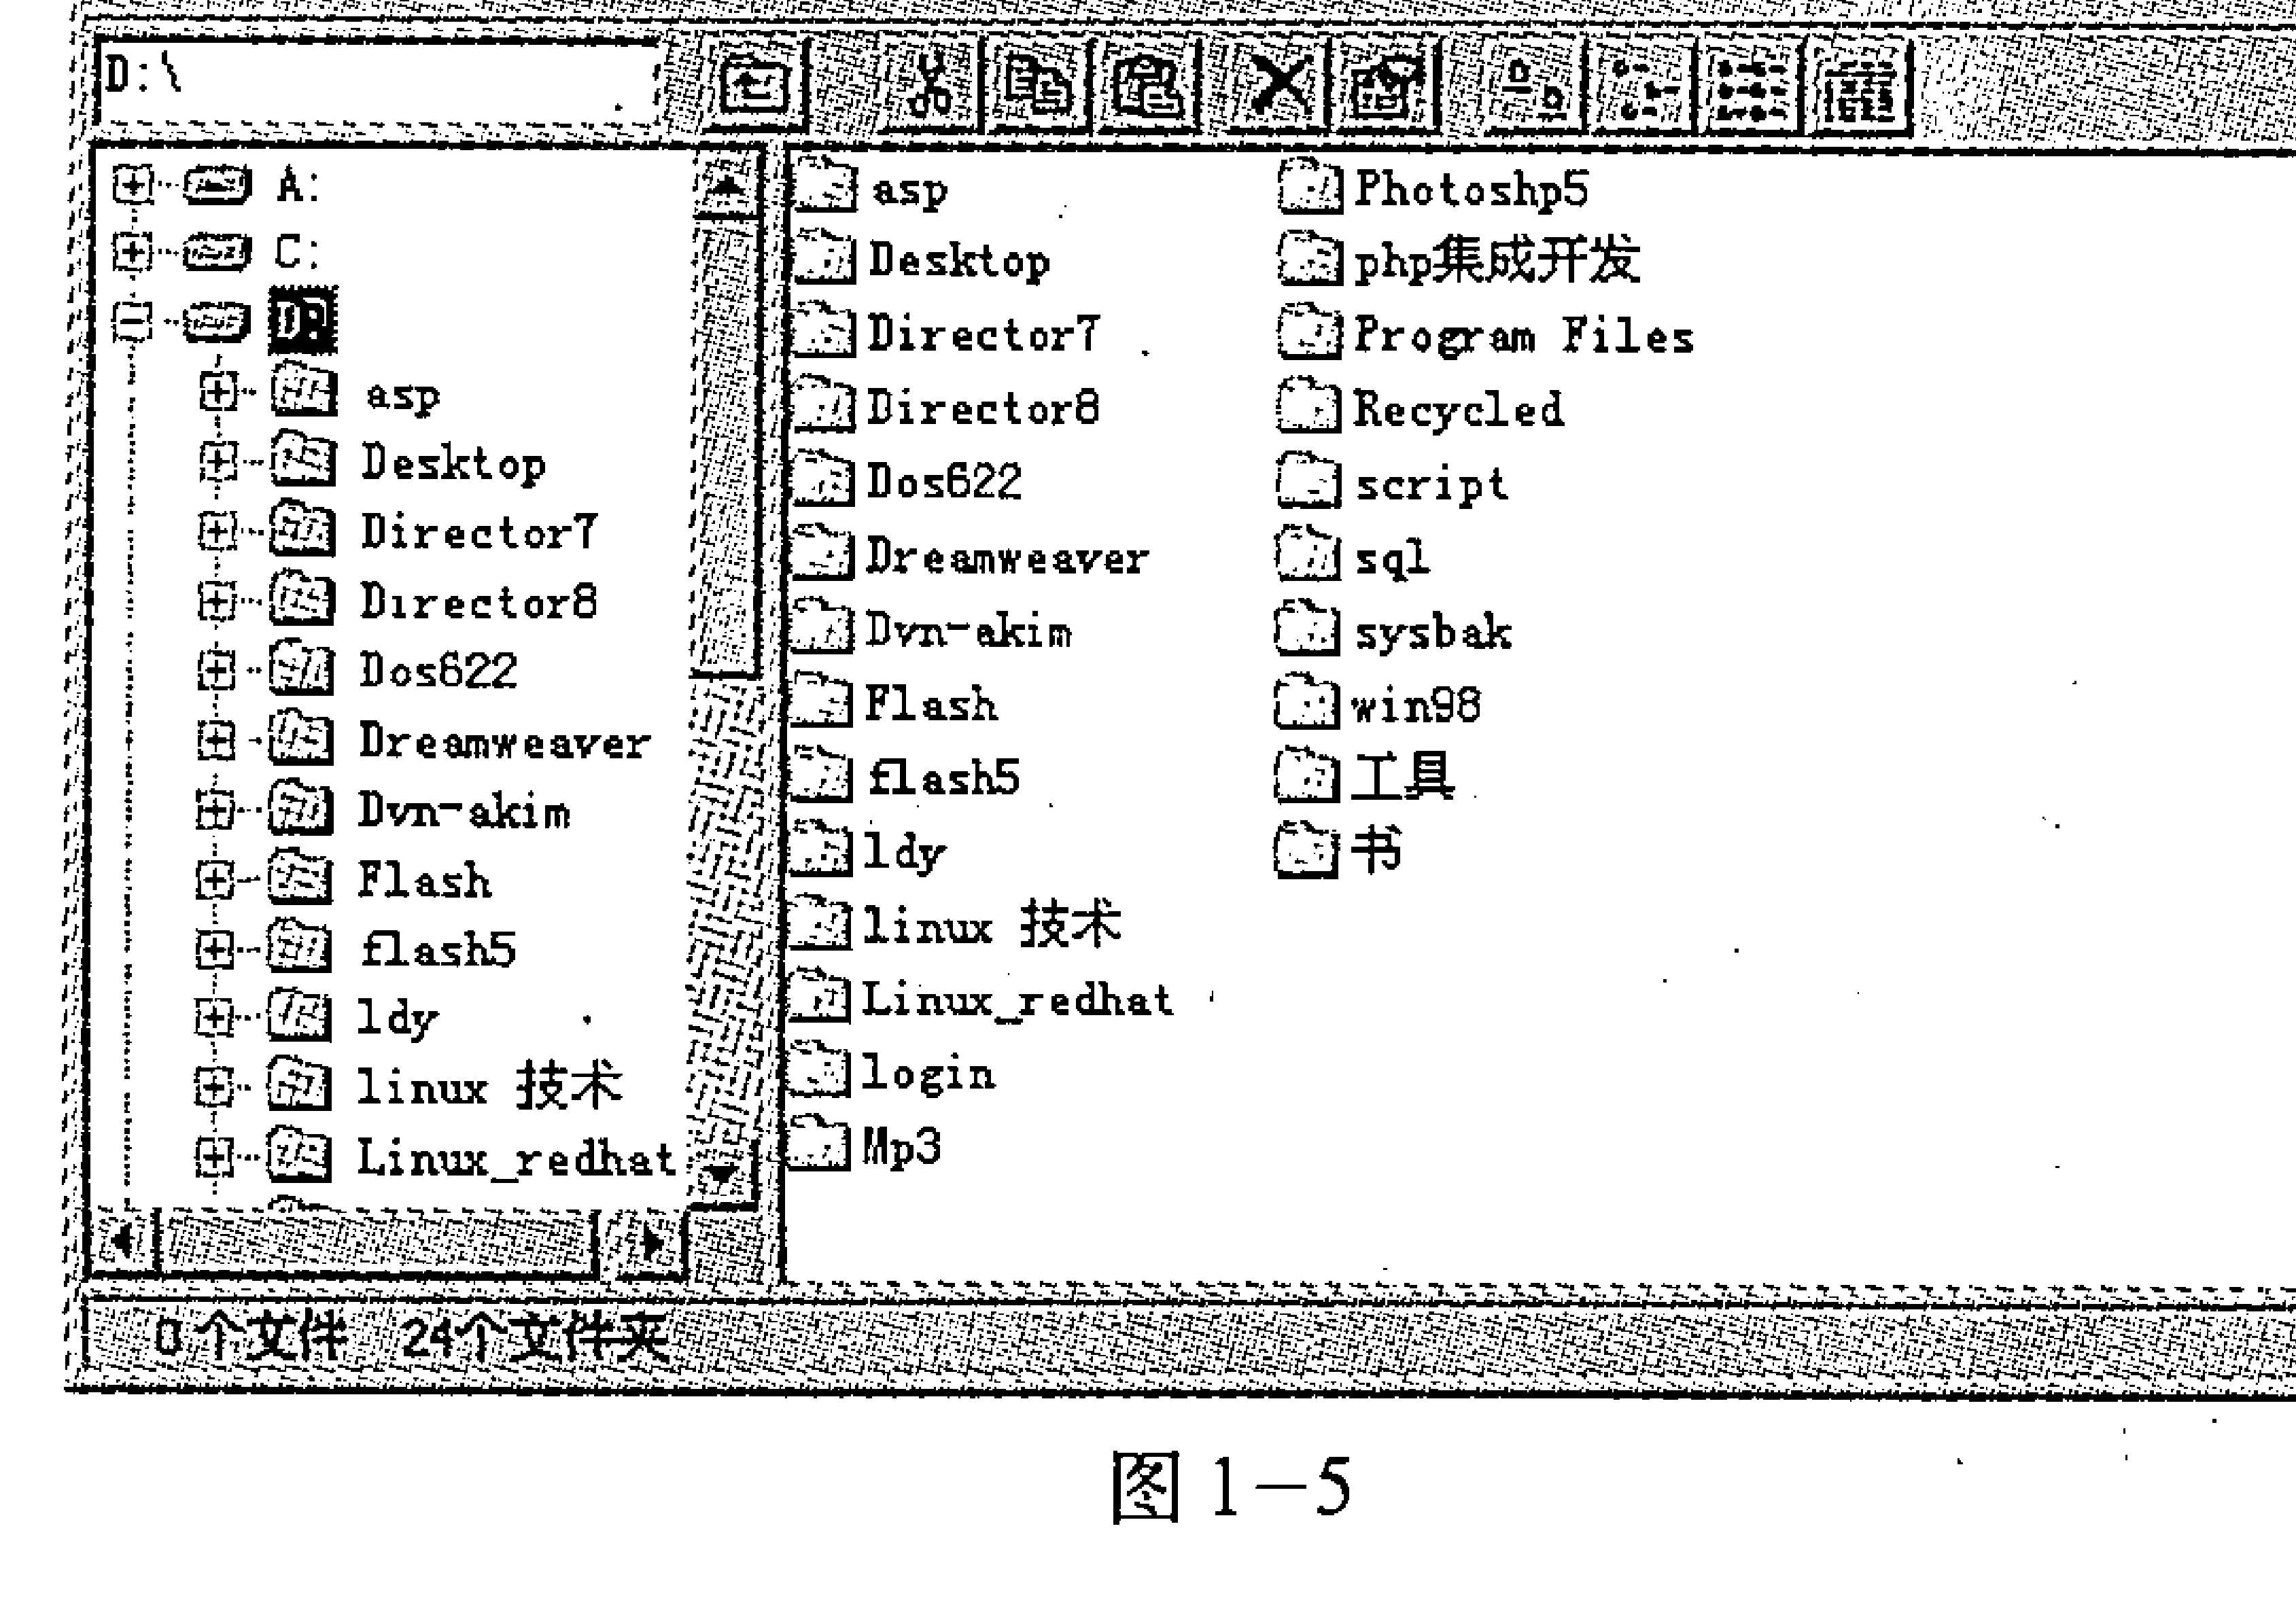 D:\
A:
C:
D:
asp
Desktop
Director7
Director8
Dos622
Dreamweaver
Dvn-akim
Flash
flash5
ldy
linux 技术
Linux_redhat
asp
Desktop
Director7
Director8
Dos622
Dreamweaver
Dvn-akim
Flash
flash5
ldy
linux 技术
Linux_redhat
login
Mp3
Photoshp5
php集成开发
Program Files
Recycled
script
sql
sysbak
win98
工具
书
0个文件 24个文件夹
图 1-5